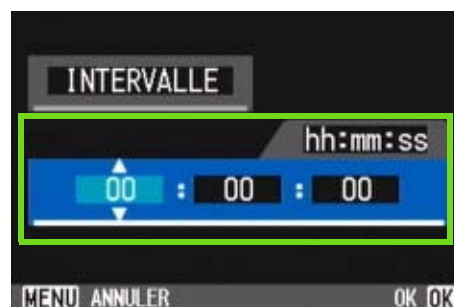 INTERVALLE
hh:mm:ss
00 : 00 : 00
MENU ANNULER OK OK